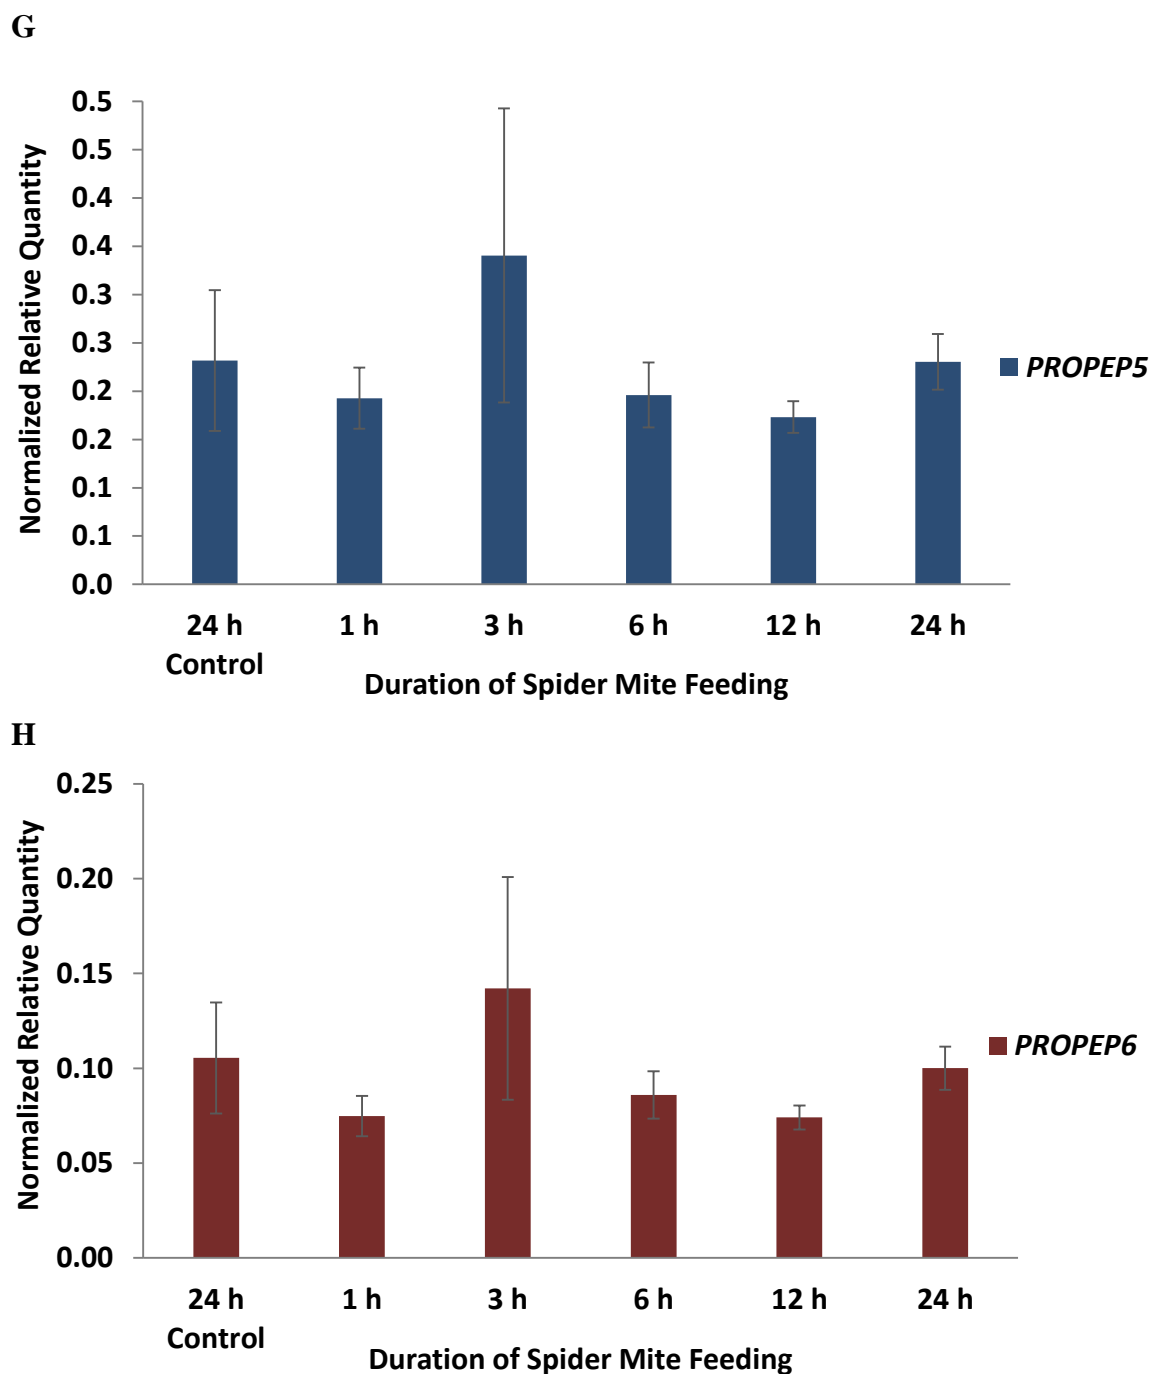 G
Normalized Relative Quantity
0.5
0.5
0.4
0.4
0.3
0.3
0.2
0.2
0.1
0.1
0.0
24 h Control
1 h
3 h
6 h
12 h
24 h
Duration of Spider Mite Feeding
PROPEP5
H
Normalized Relative Quantity
0.25
0.20
0.15
0.10
0.05
0.00
24 h Control
1 h
3 h
6 h
12 h
24 h
Duration of Spider Mite Feeding
PROPEP6